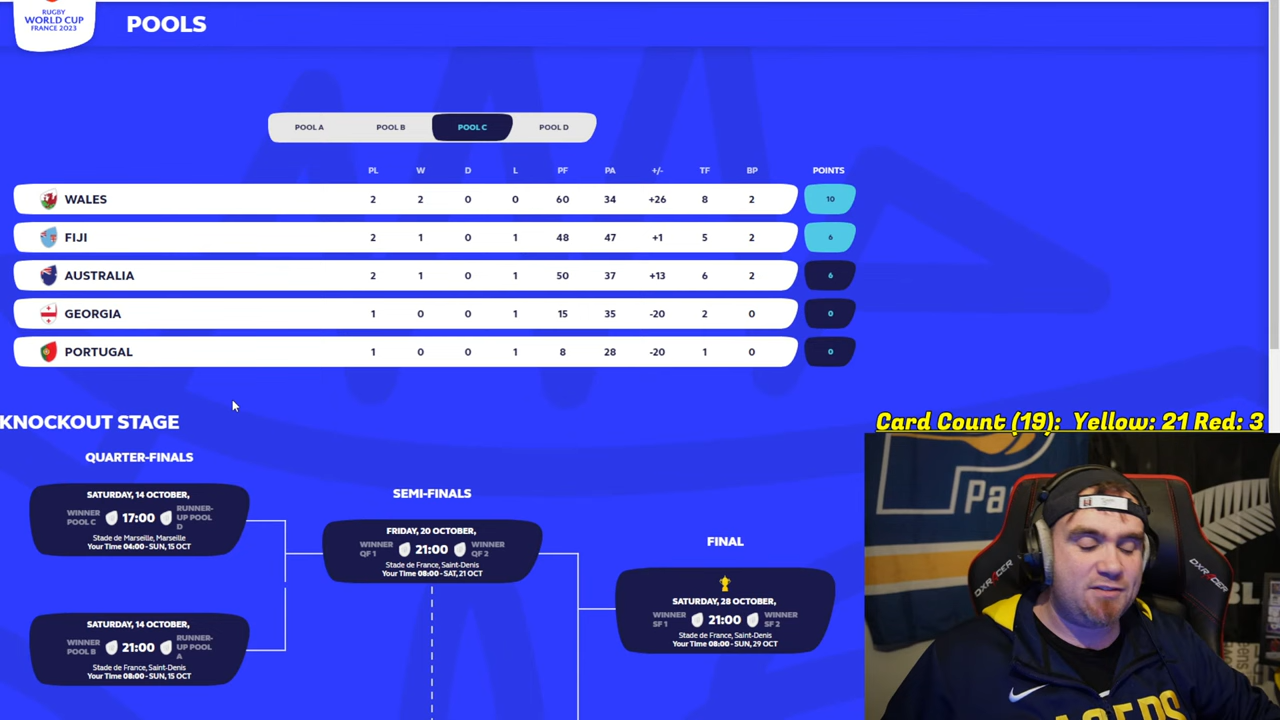 RUGBY
WORLD CUP
FRANCE 2023
POOLS
POOL A POOL B POOL C POOL D
PL W D L PF PA +/- TF BP POINTS
WALES 2 2 0 0 60 34 +26 8 2 10
FIJI 2 1 0 1 48 47 +1 5 2 6
AUSTRALIA 2 1 0 1 50 37 +13 6 2 6
GEORGIA 1 0 0 1 15 35 -20 2 0 0
PORTUGAL 1 0 0 1 8 28 -20 1 0 0
KNOCKOUT STAGE
QUARTER-FINALS
SATURDAY, 14 OCTOBER,
WINNER POOL C 17:00 RUNNER-UP POOL D
Stade de Marseille, Marseille
Your Time 04:00 - SUN, 15 OCT
SATURDAY, 14 OCTOBER,
WINNER POOL B 21:00 RUNNER-UP POOL A
Stade de France, Saint-Denis
Your Time 08:00 - SUN, 15 OCT
SEMI-FINALS
FRIDAY, 20 OCTOBER,
WINNER QF 1 21:00 WINNER QF 2
Stade de France, Saint-Denis
Your Time 08:00 - SAT, 21 OCT
FINAL
SATURDAY, 28 OCTOBER,
WINNER SF 1 21:00 WINNER SF 2
Stade de France, Saint-Denis
Your Time 08:00 - SUN, 29 OCT
Card Count (19): Yellow: 21 Red: 3
Pa
DXRACER
DXRACER